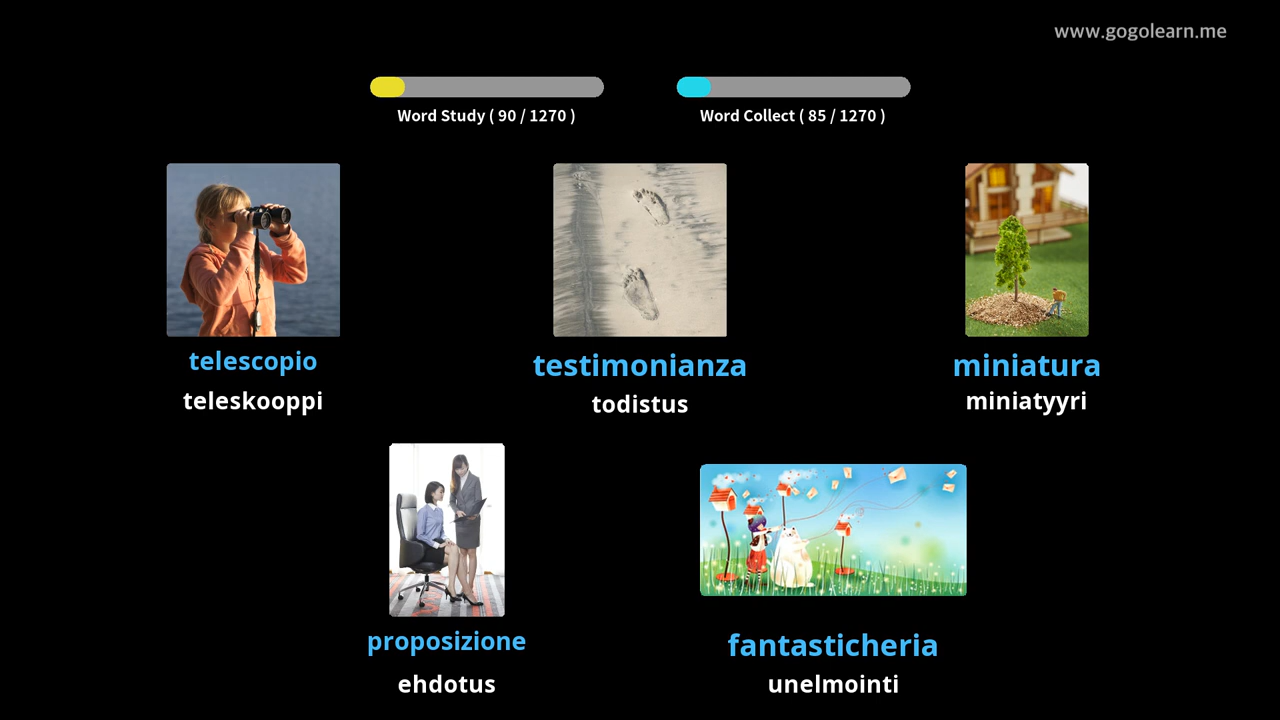 www.gogolearn.me
Word Study ( 90 / 1270 )
Word Collect ( 85 / 1270 )
telescopio
teleskooppi
testimonianza
todistus
miniatura
miniatyyri
proposizione
ehdotus
fantasticheria
unelmointi